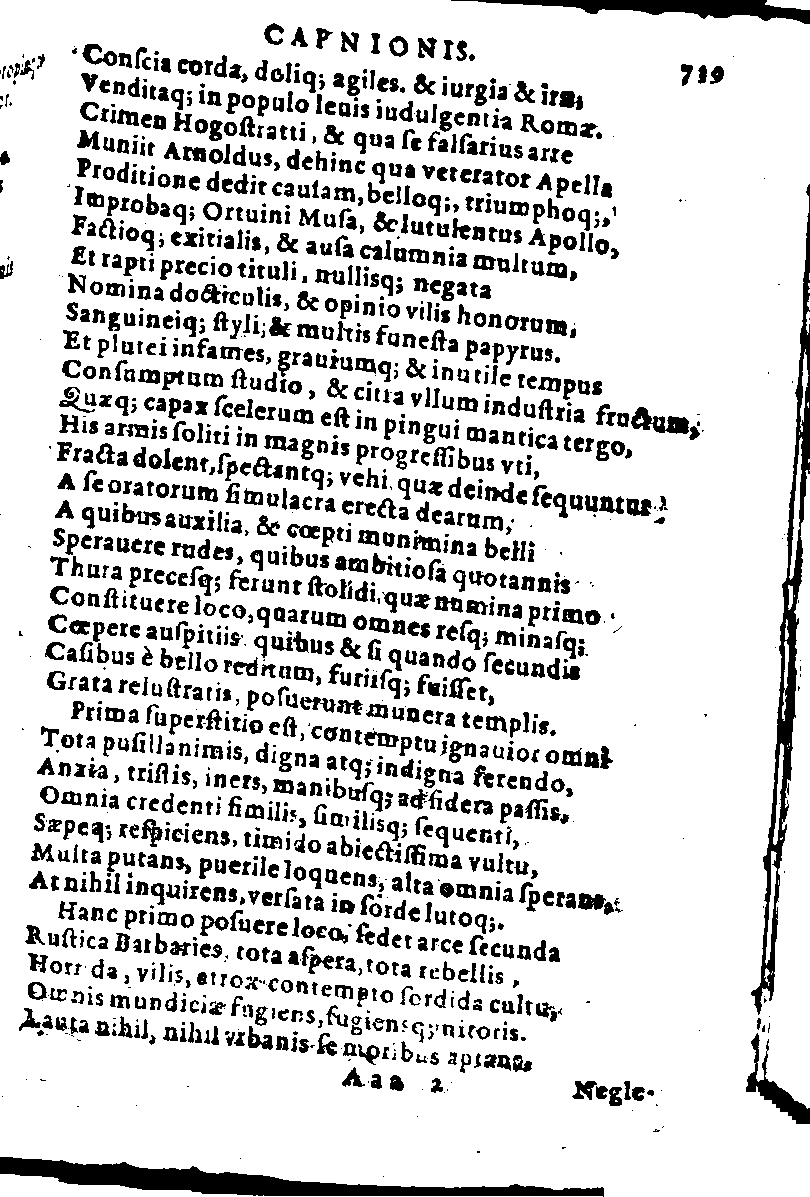 CAPNIONIS. 739
Conſcia corda, doliq; agiles. & iurgia & iræ,
Venditaq; in populo leuis indulgentia Romæ.
Crimen Hogoſtratti, & qua ſe falſarius arte
Muniit Arnoldus, dehinc qua veterator Apella
Proditione dedit cauſam, belloq;, triumphoq;,
Improbaq; Ortuini Muſa, & lutulentus Apollo,
Factioq; exitialis, & auſa calumnia multum,
Et rapti precio tituli, nullisq; negata
Nomina docticulis, & opinio vilis honorum,
Sanguineiq; ſtyli; & multis funeſta papyrus.
Et plutei infames, grauiumq; & inutile tempus
Conſumptum ſtudio, & citra vllum induſtria fructum,
Quæq; capax ſcelerum eſt in pingui mantica tergo,
His armis ſoliti in magnis progreſſibus vti,
Fracta dolent, ſpectantq; vehi quæ deinde ſequuntur
A ſe oratorum ſimulacra erecta dearum,
A quibus auxilia, & cœpti munimina belli
Sperauere rudes, quibus ambitioſa quotannis
Thura preceſq; ferunt ſtolidi, quæ numina primo
Conſtituere loco, quarum omnes reſq; minaſq;
Cœpere auſpitiis quibus & ſi quando ſecundis
Caſibus è bello reditum, furiiſq; fuiſſet,
Grata reluſtratis, poſuerunt munera templis.
Prima ſuperſtitio eſt, contemptu ignauior omni
Tota puſillanimis, digna atq; indigna ferendo,
Anxia, triſtis, iners, manibuſq; ad ſidera paſſis,
Omnia credenti ſimilis, ſimilisq; ſequenti,
Sæpeq; reſpiciens, timido abiectiſſima vultu,
Multa putans, puerile loquens, alta omnia ſperans,
At nihil inquirens, verſata in ſorde lutoq;.
Hanc primo poſuere loco, ſedet arce ſecunda
Ruſtica Barbaries, tota aſpera, tota rebellis,
Horrida, vilis, atrox contempto ſordida cultu,
Omnis mundiciæ fugiens, fugiensq; nitoris.
Lauta nihil, nihil vrbanis ſe moribus aptans,
Aaa 2 Negle-